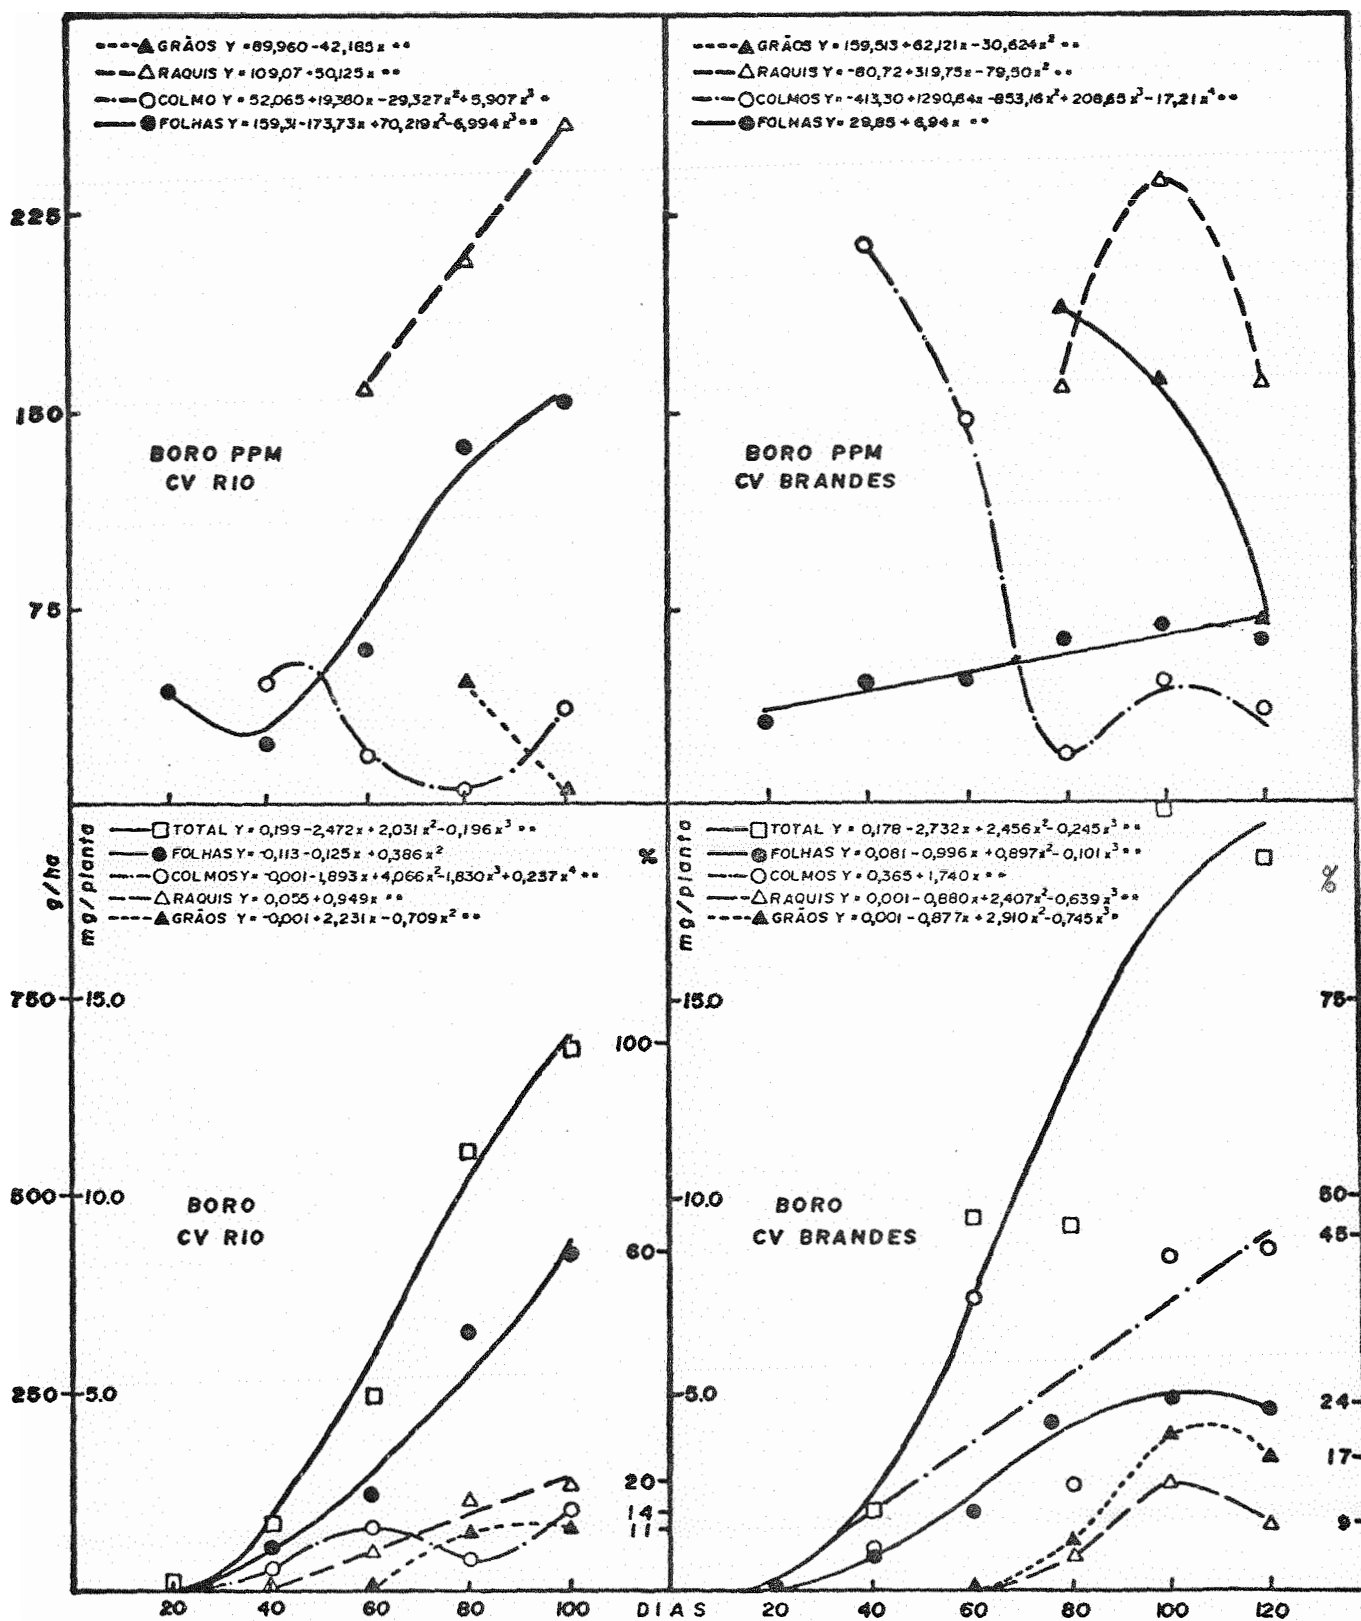 GRÃOS Y = 89,960-42,185x **
RAQUIS Y = 109,07+50,125x **
COLMO Y = 52,065+19,380x -29,327x²+5,907x³ *
FOLHAS Y = 159,31-173,73x +70,219x²-6,994x³ **
225
150
75
BORO PPM
CV RIO
GRÃOS Y = 159,513+62,121x-30,624x² **
RAQUIS Y = -80,72+319,75x-79,50x² **
COLMOS Y= -413,30+1290,64x -853,16x²+208,65x³-17,21x⁴ **
FOLHAS Y = 29,85 + 6,94x **
BORO PPM
CV BRANDES
g/ha
mg/planta
%
TOTAL Y = 0,199-2,472x+2,031x²-0,196x³ **
FOLHAS Y = -0,113-0,125x +0,386x²
COLMOS Y = -0,001-1,893x+4,066x²-1,830x³+0,237x⁴ **
RAQUIS Y = 0,055+0,949x **
GRÃOS Y = -0,001+2,231x-0,709x² **
750
15.0
500
10.0
250
5.0
100
60
20
14
11
BORO
CV RIO
mg/planta
%
TOTAL Y = 0,178-2,732x+2,456x²-0,245x³ **
FOLHAS Y = 0,081-0,996x +0,897x²-0,101x³ **
COLMOS Y = 0,365+1,740x **
RAQUIS Y = 0,001-0,880x+2,407x²-0,639x³ **
GRÃOS Y = 0,001-0,877x+2,910x²-0,745x³ *
15.0
10.0
5.0
75
50
45
24
17
9
BORO
CV BRANDES
20 40 60 80 100 DIAS 20 40 60 80 100 120